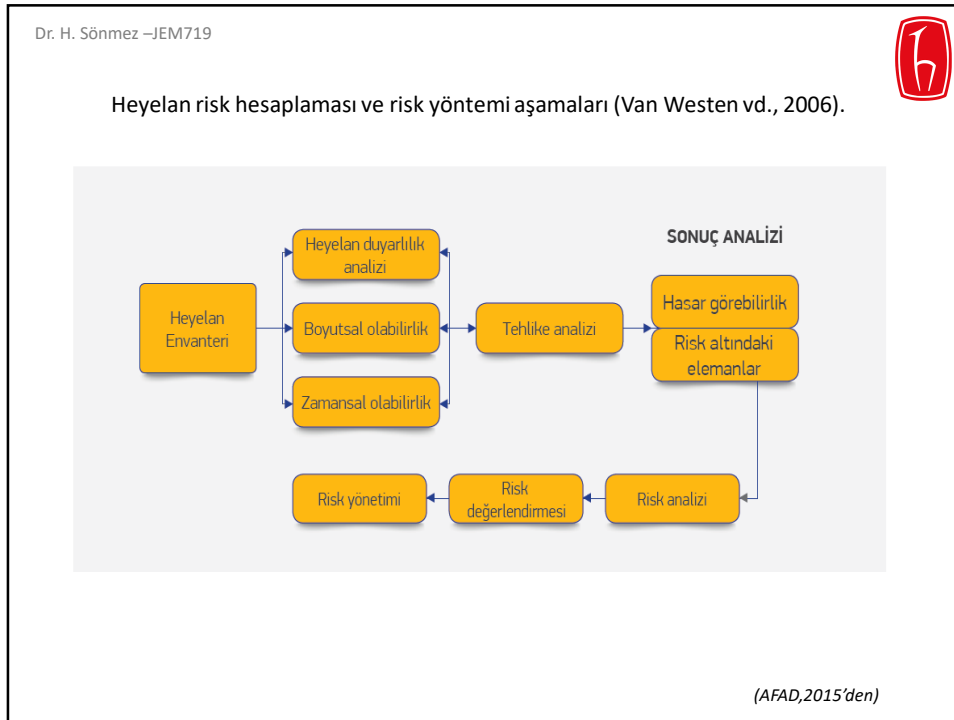 Dr. H. Sönmez –JEM719
Heyelan risk hesaplaması ve risk yöntemi aşamaları (Van Westen vd., 2006).
Heyelan
Envanteri
Heyelan duyarlılık
analizi
Boyutsal olabilirlik
Zamansal olabilirlik
Tehlike analizi
SONUÇ ANALİZİ
Hasar görebilirlik
Risk altındaki
elemanlar
Risk analizi
Risk
değerlendirmesi
Risk yönetimi
(AFAD,2015’den)